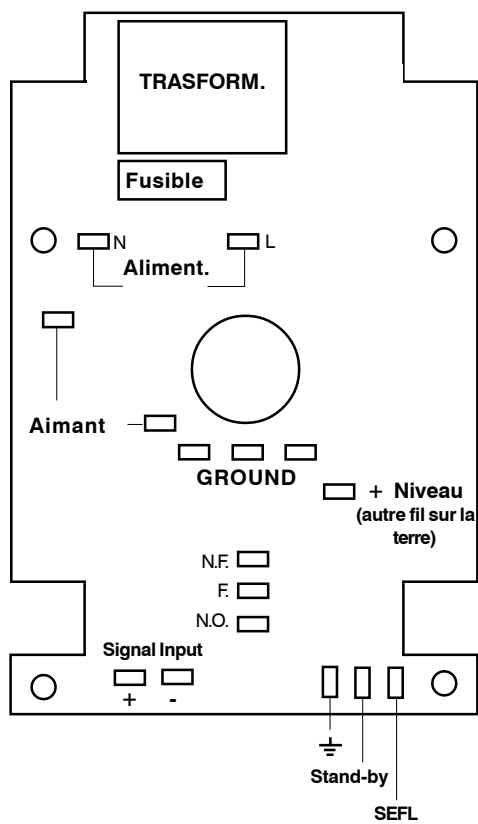 TRASFORM.
Fusible
N
L
Aliment.
Aimant
GROUND
+ Niveau
(autre fil sur la
terre)
N.F.
F.
N.O.
Signal Input
+ -
Stand-by
SEFL